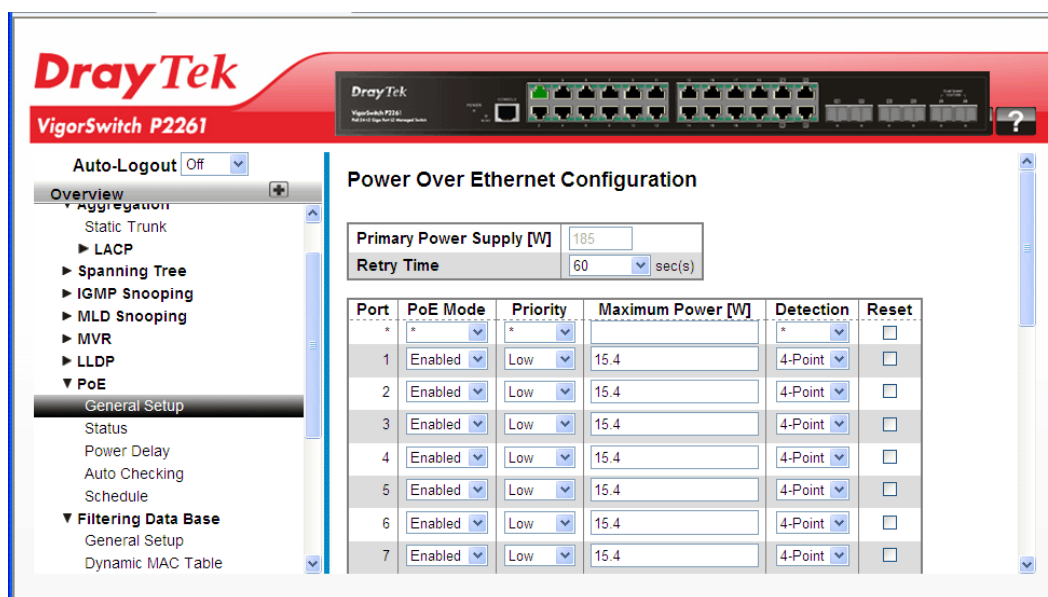 DrayTek
VigorSwitch P2261
DrayTek
VigorSwitch P2261
POWER
CONSOLE
?
Auto-Logout Off
Overview
Aggregation
Static Trunk
LACP
Spanning Tree
IGMP Snooping
MLD Snooping
MVR
LLDP
PoE
General Setup
Status
Power Delay
Auto Checking
Schedule
Filtering Data Base
General Setup
Dynamic MAC Table
Power Over Ethernet Configuration
Primary Power Supply [W] 185
Retry Time 60 sec(s)
Port PoE Mode Priority Maximum Power [W] Detection Reset
* * * *
1 Enabled Low 15.4 4-Point
2 Enabled Low 15.4 4-Point
3 Enabled Low 15.4 4-Point
4 Enabled Low 15.4 4-Point
5 Enabled Low 15.4 4-Point
6 Enabled Low 15.4 4-Point
7 Enabled Low 15.4 4-Point